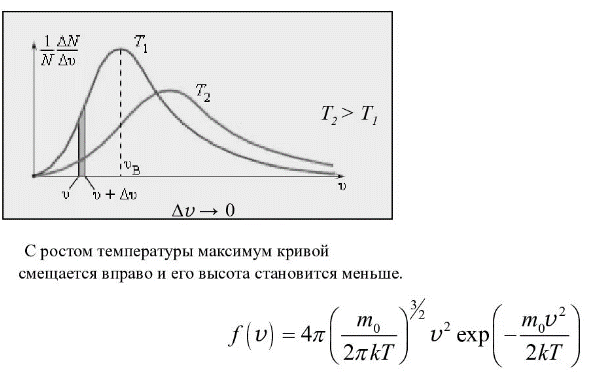 1/N ΔN/Δυ
T₁
T₂
T₂ > T₁
υ_B
υ υ + Δυ υ
Δυ → 0
С ростом температуры максимум кривой
смещается вправо и его высота становится меньше.
f(υ) = 4π(m₀/2πkT)^3/2 υ² exp(−m₀υ²/2kT)